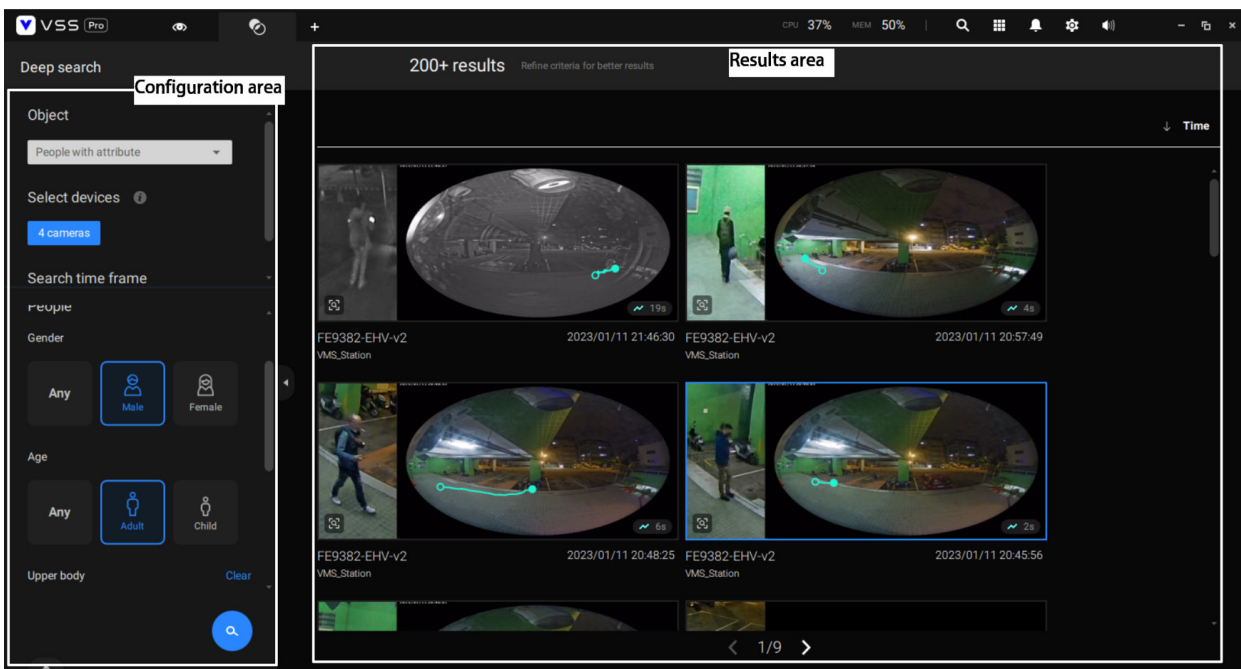 VSS Pro
CPU 37% MEM 50%
Deep search
200+ results Refine criteria for better results
Results area
Configuration area
Object
People with attribute
Select devices
4 cameras
Search time frame
People
Gender
Any
Male
Female
Age
Any
Adult
Child
Upper body Clear
Time
19s
FE9382-EHV-v2 2023/01/11 21:46:30
VMS_Station
4s
FE9382-EHV-v2 2023/01/11 20:57:49
VMS_Station
6s
FE9382-EHV-v2 2023/01/11 20:48:25
VMS_Station
2s
FE9382-EHV-v2 2023/01/11 20:45:56
VMS_Station
1/9